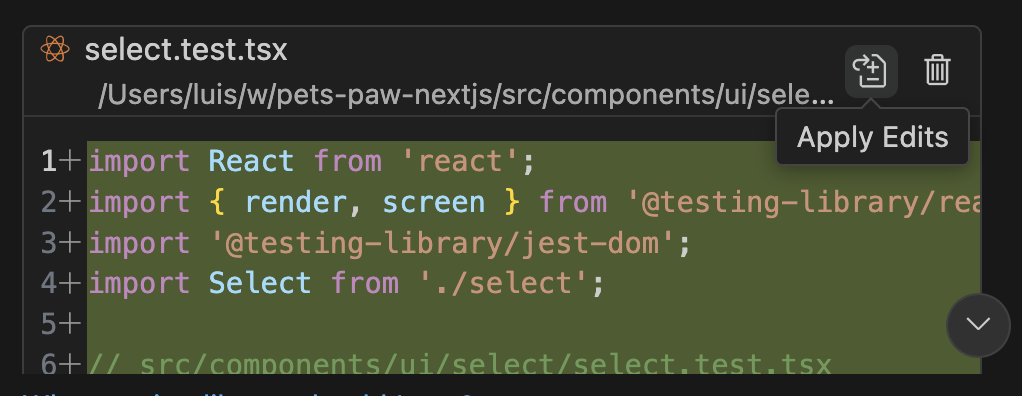 select.test.tsx
/Users/luis/w/pets-paw-nextjs/src/components/ui/sele...
Apply Edits
1+ import React from 'react';
2+ import { render, screen } from '@testing-library/rea
3+ import '@testing-library/jest-dom';
4+ import Select from './select';
5+
6+ // src/components/ui/select/select.test.tsx